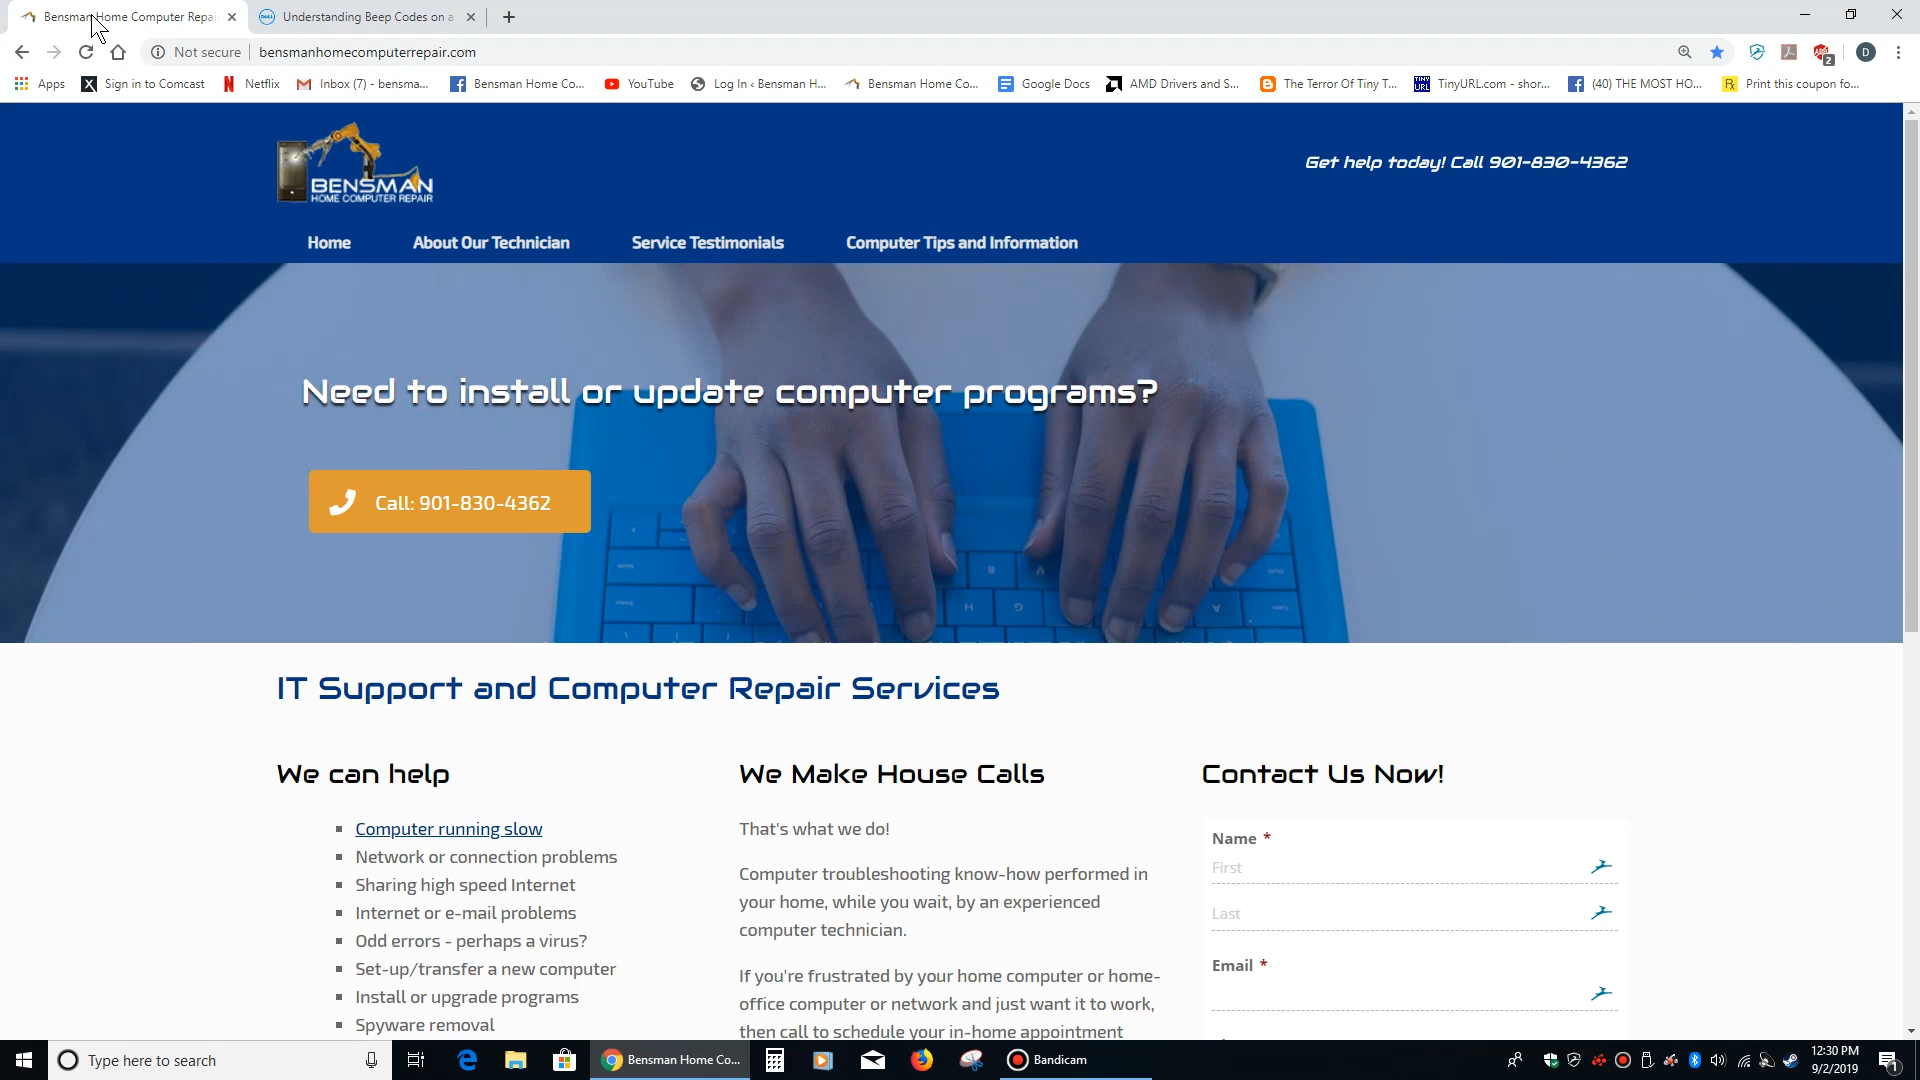 Bensman Home Computer Repai
Understanding Beep Codes on a
Not secure
bensmanhomecomputerrepair.com
2
D
Apps
Sign in to Comcast
Netflix
Inbox (7) - bensma...
Bensman Home Co...
YouTube
Log In ‹ Bensman H...
Bensman Home Co...
Google Docs
AMD Drivers and S...
The Terror Of Tiny T...
TinyURL.com - shor...
(40) THE MOST HO...
Print this coupon fo...
BENSMAN
HOME COMPUTER REPAIR
Get help today! Call 901-830-4362
Home
About Our Technician
Service Testimonials
Computer Tips and Information
Need to install or update computer programs?
Call: 901-830-4362
IT Support and Computer Repair Services
We can help
Computer running slow
Network or connection problems
Sharing high speed Internet
Internet or e-mail problems
Odd errors - perhaps a virus?
Set-up/transfer a new computer
Install or upgrade programs
Spyware removal
We Make House Calls
That's what we do!
Computer troubleshooting know-how performed in
your home, while you wait, by an experienced
computer technician.
If you're frustrated by your home computer or home-
office computer or network and just want it to work,
then call to schedule your in-home appointment
Contact Us Now!
Name *
First
Last
Email *
Type here to search
Bensman Home Co...
Bandicam
12:30 PM
9/2/2019
1